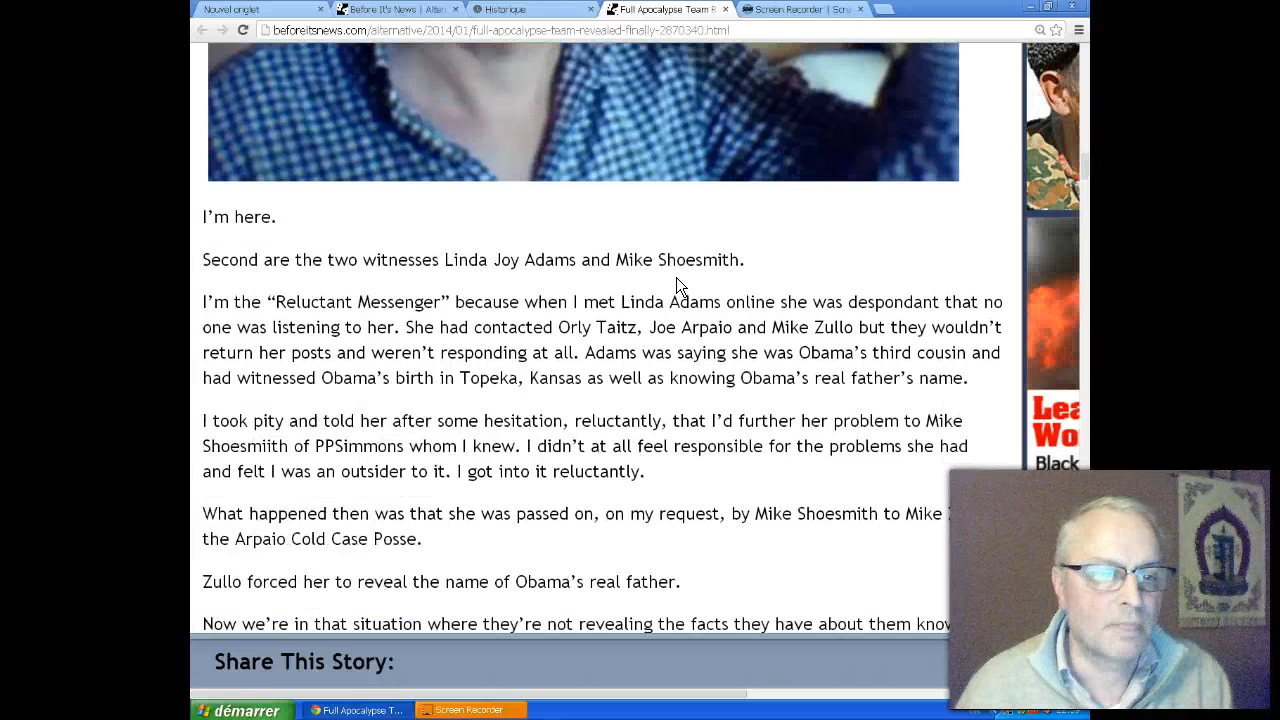 Nouvel onglet
Before It's News | Altern
Historique
Full Apocalypse Team R
Screen Recorder | Scre
beforeitsnews.com/alternative/2014/01/full-apocalypse-team-revealed-finally-2870340.html
I'm here.
Second are the two witnesses Linda Joy Adams and Mike Shoesmith.
I'm the “Reluctant Messenger” because when I met Linda Adams online she was despondant that no
one was listening to her. She had contacted Orly Taitz, Joe Arpaio and Mike Zullo but they wouldn't
return her posts and weren't responding at all. Adams was saying she was Obama's third cousin and
had witnessed Obama's birth in Topeka, Kansas as well as knowing Obama's real father's name.
I took pity and told her after some hesitation, reluctantly, that I'd further her problem to Mike
Shoesmiith of PPSimmons whom I knew. I didn't at all feel responsible for the problems she had
and felt I was an outsider to it. I got into it reluctantly.
What happened then was that she was passed on, on my request, by Mike Shoesmith to Mike
the Arpaio Cold Case Posse.
Zullo forced her to reveal the name of Obama's real father.
Now we're in that situation where they're not revealing the facts they have about them know
Lea
Wo
Black
Share This Story:
démarrer
Full Apocalypse T...
Screen Recorder